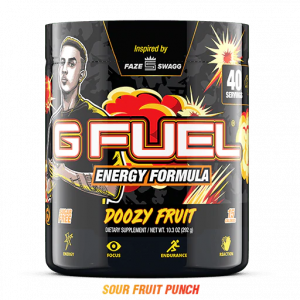 Inspired by
FAZE SWAGG
40
SERVINGS
G FUEL
ENERGY FORMULA
DOOZY FRUIT
DIETARY SUPPLEMENT / NET WT. 10.3 OZ (292 g)
ENERGY
FOCUS
ENDURANCE
REACTION
SOUR FRUIT PUNCH